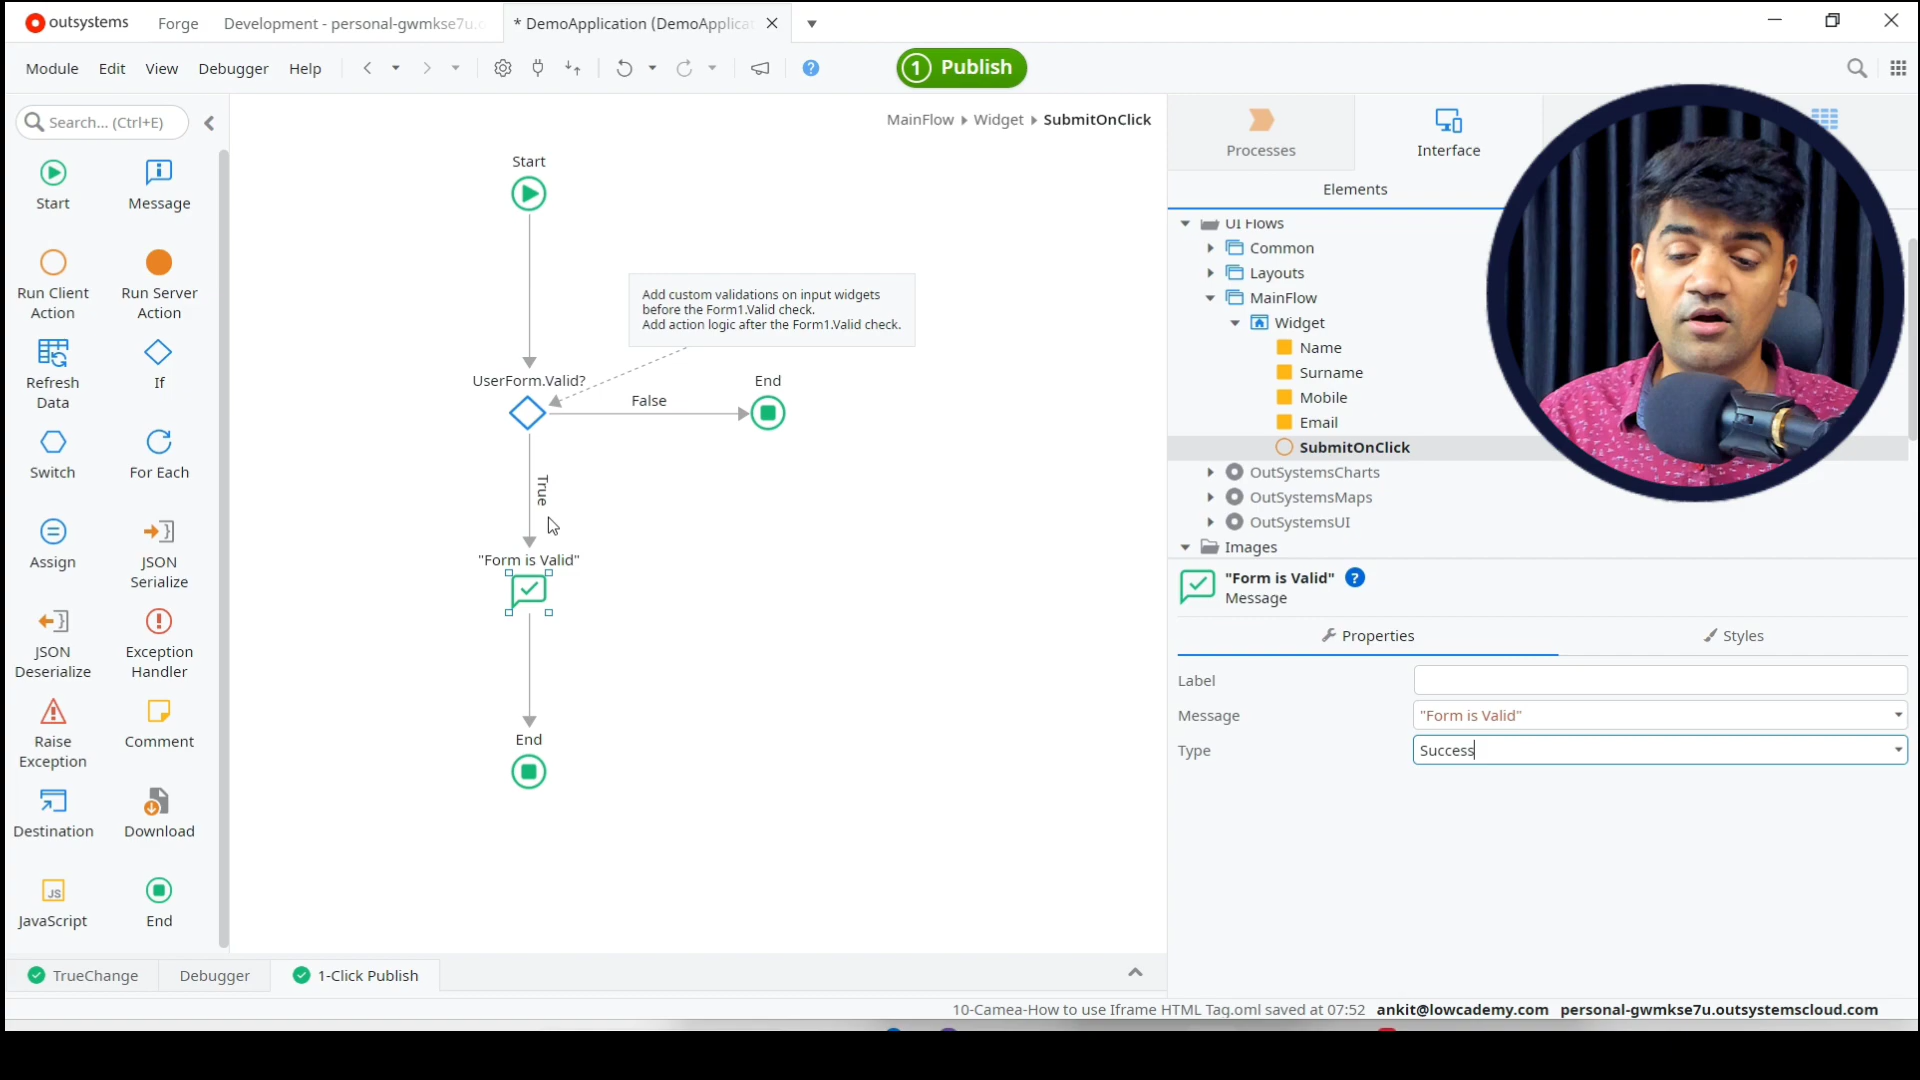 outsystems
Forge
Development - personal-gwmkse7u.o
* DemoApplication (DemoApplicat
Module
Edit
View
Debugger
Help
1
Publish
Search... (Ctrl+E)
Start
Message
Run Client
Action
Run Server
Action
Refresh
Data
If
Switch
For Each
Assign
JSON
Serialize
JSON
Deserialize
Exception
Handler
Raise
Exception
Comment
Destination
Download
JS
JavaScript
End
MainFlow
Widget
SubmitOnClick
Start
Add custom validations on input widgets
before the Form1.Valid check.
Add action logic after the Form1.Valid check.
UserForm.Valid?
False
End
True
"Form is Valid"
End
Processes
Interface
Elements
UI Flows
Common
Layouts
MainFlow
Widget
Name
Surname
Mobile
Email
SubmitOnClick
OutSystemsCharts
OutSystemsMaps
OutSystemsUI
Images
"Form is Valid"
?
Message
Properties
Styles
Label
Message
"Form is Valid"
Type
Success
TrueChange
Debugger
1-Click Publish
10-Camea-How to use Iframe HTML Tag.oml saved at 07:52
ankit@lowcademy.com
personal-gwmkse7u.outsystemscloud.com